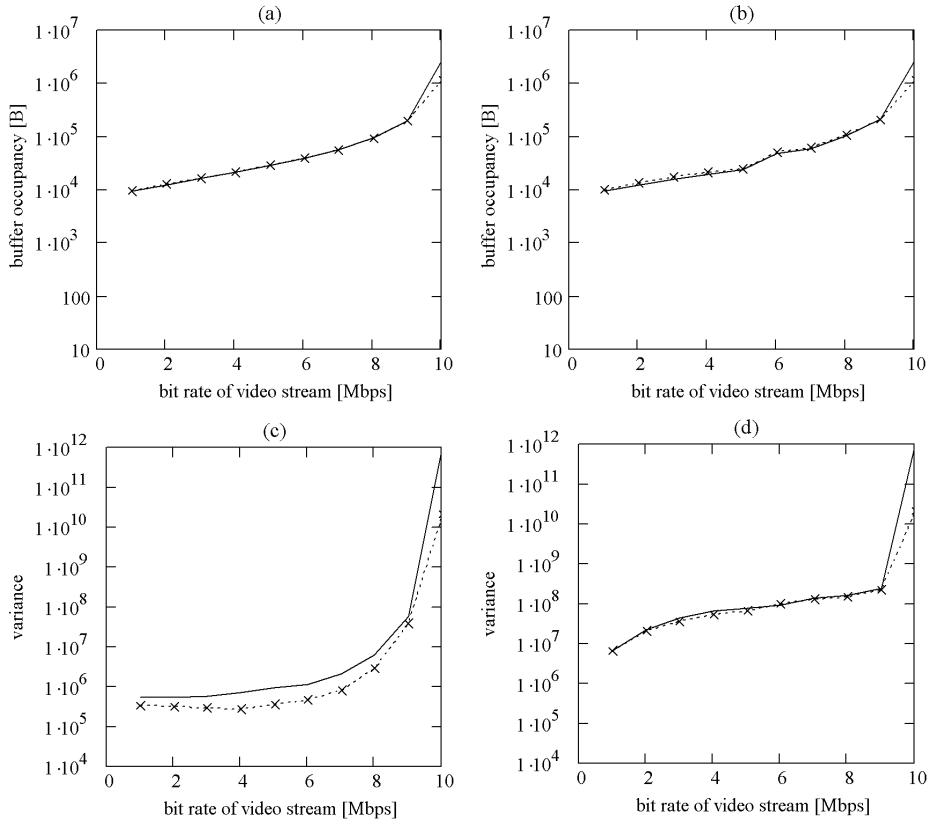 (a)
1·10^7
1·10^6
1·10^5
1·10^4
1·10^3
100
10
buffer occupancy [B]
0 2 4 6 8 10
bit rate of video stream [Mbps]
(b)
1·10^7
1·10^6
1·10^5
1·10^4
1·10^3
100
10
buffer occupancy [B]
0 2 4 6 8 10
bit rate of video stream [Mbps]
(c)
1·10^12
1·10^11
1·10^10
1·10^9
1·10^8
1·10^7
1·10^6
1·10^5
1·10^4
variance
0 2 4 6 8 10
bit rate of video stream [Mbps]
(d)
1·10^12
1·10^11
1·10^10
1·10^9
1·10^8
1·10^7
1·10^6
1·10^5
1·10^4
variance
0 2 4 6 8 10
bit rate of video stream [Mbps]